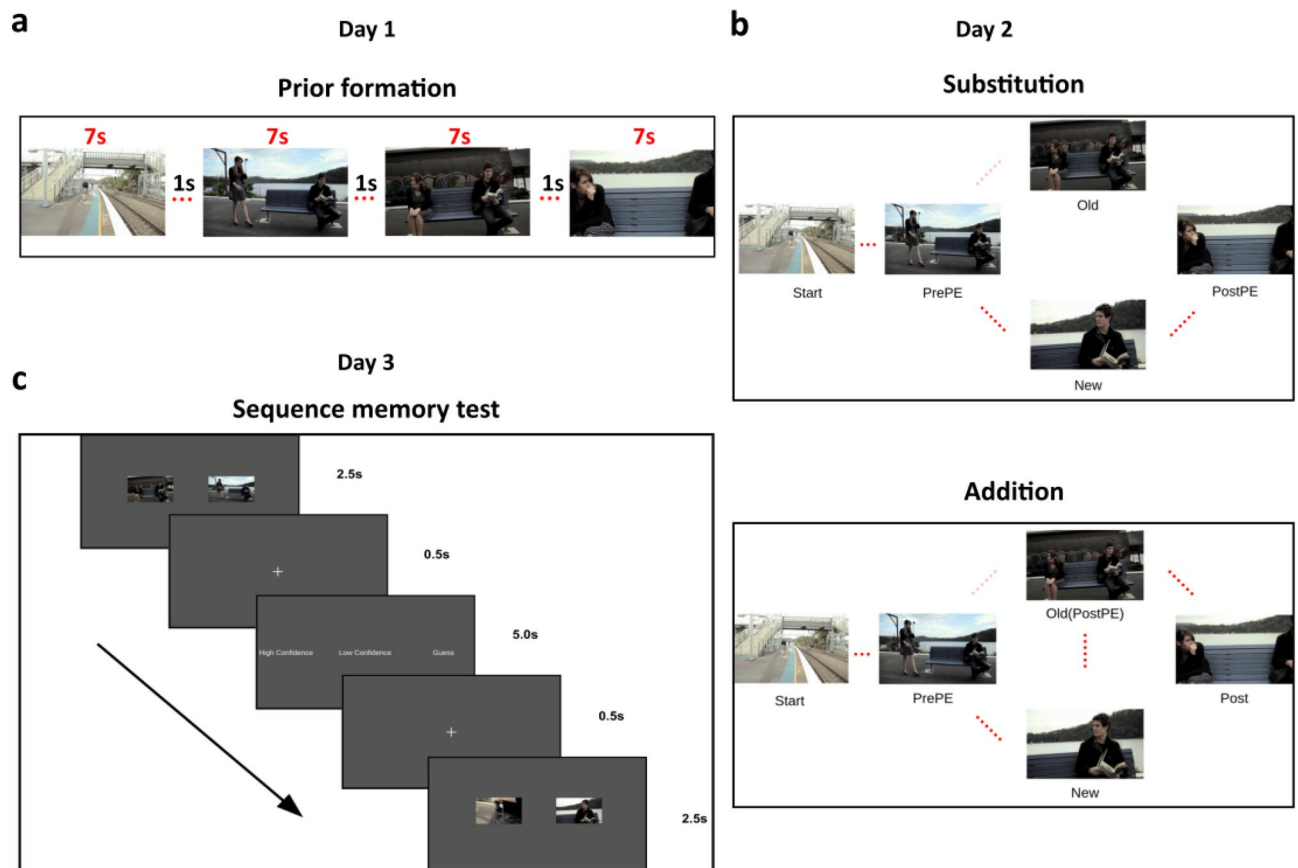 a
Day 1
Prior formation
7s
7s
7s
7s
1s
1s
1s
b
Day 2
Substitution
Old
Start
PrePE
PostPE
New
c
Day 3
Sequence memory test
2.5s
0.5s
High Confidence
Low Confidence
Guess
5.0s
0.5s
2.5s
Addition
Old(PostPE)
Start
PrePE
Post
New